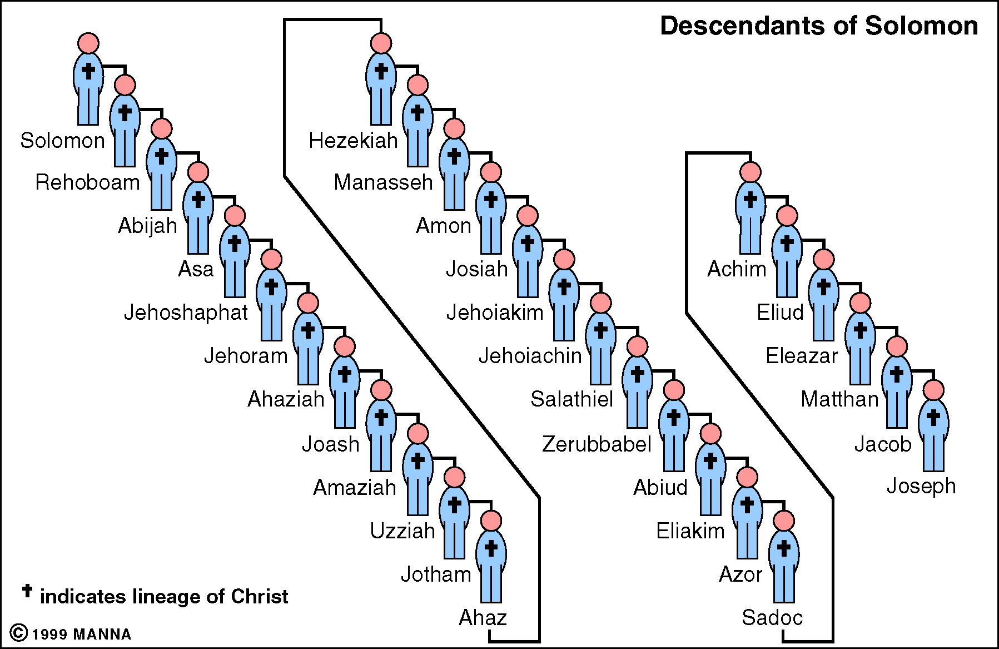 Descendants of Solomon
Solomon
Rehoboam
Abijah
Asa
Jehoshaphat
Jehoram
Ahaziah
Joash
Amaziah
Uzziah
Jotham
Ahaz
Hezekiah
Manasseh
Amon
Josiah
Jehoiakim
Jehoiachin
Salathiel
Zerubbabel
Abiud
Eliakim
Azor
Sadoc
Achim
Eliud
Eleazar
Matthan
Jacob
Joseph
✝ indicates lineage of Christ
© 1999 MANNA